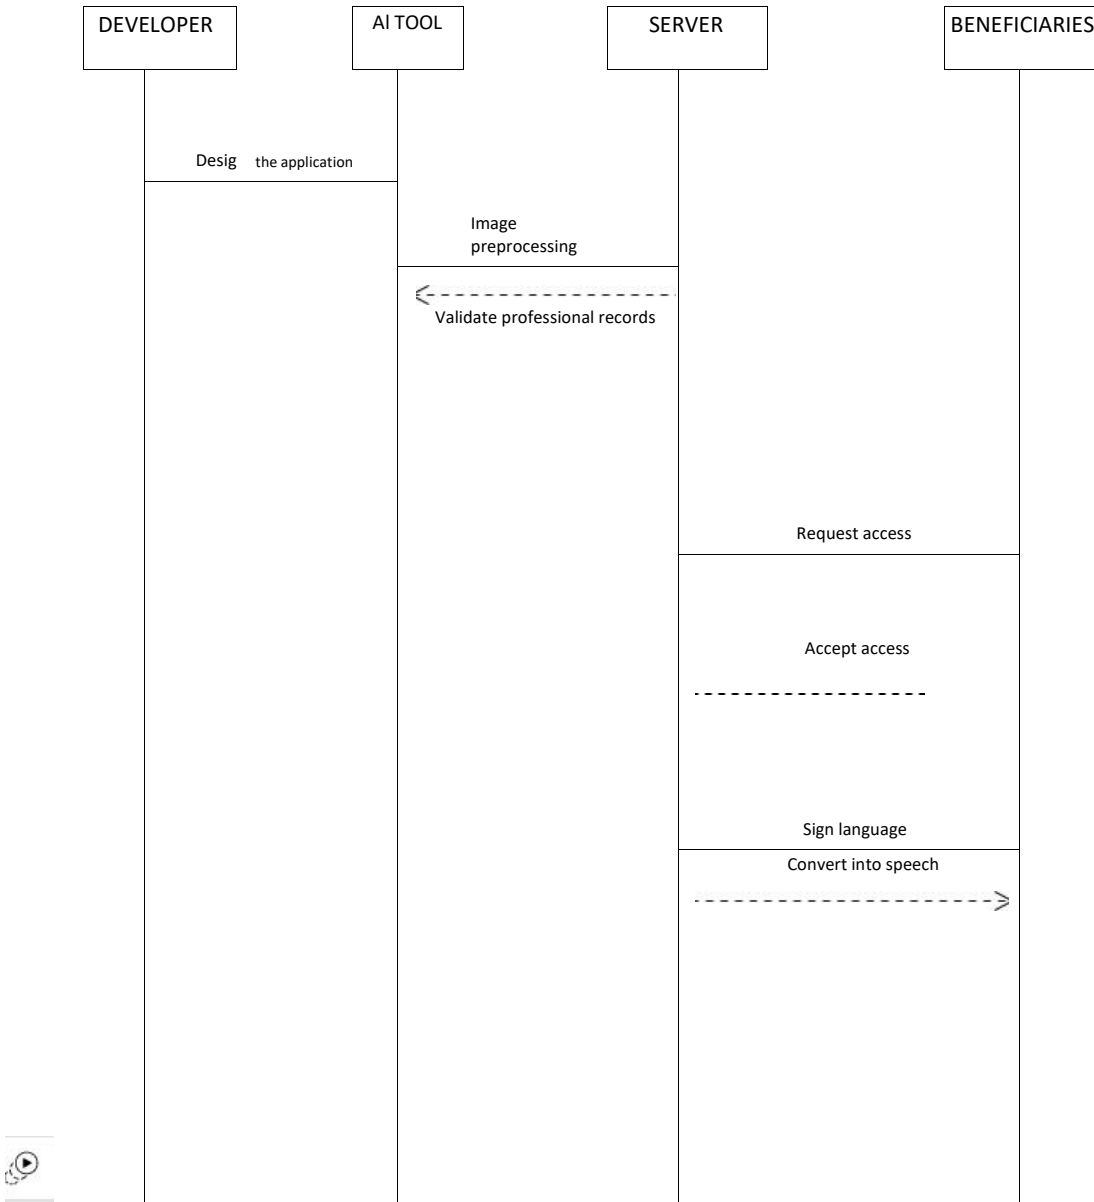 DEVELOPER
AI TOOL
SERVER
BENEFICIARIES
Desig the application
Image
preprocessing
Validate professional records
Request access
Accept access
Sign language
Convert into speech